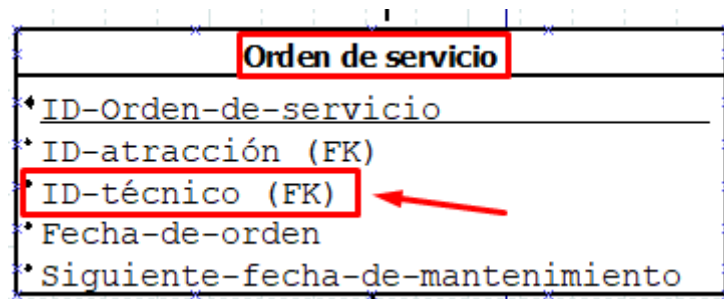 Orden de servicio
ID-Orden-de-servicio
ID-atracción (FK)
ID-técnico (FK)
Fecha-de-orden
Siguiente-fecha-de-mantenimiento